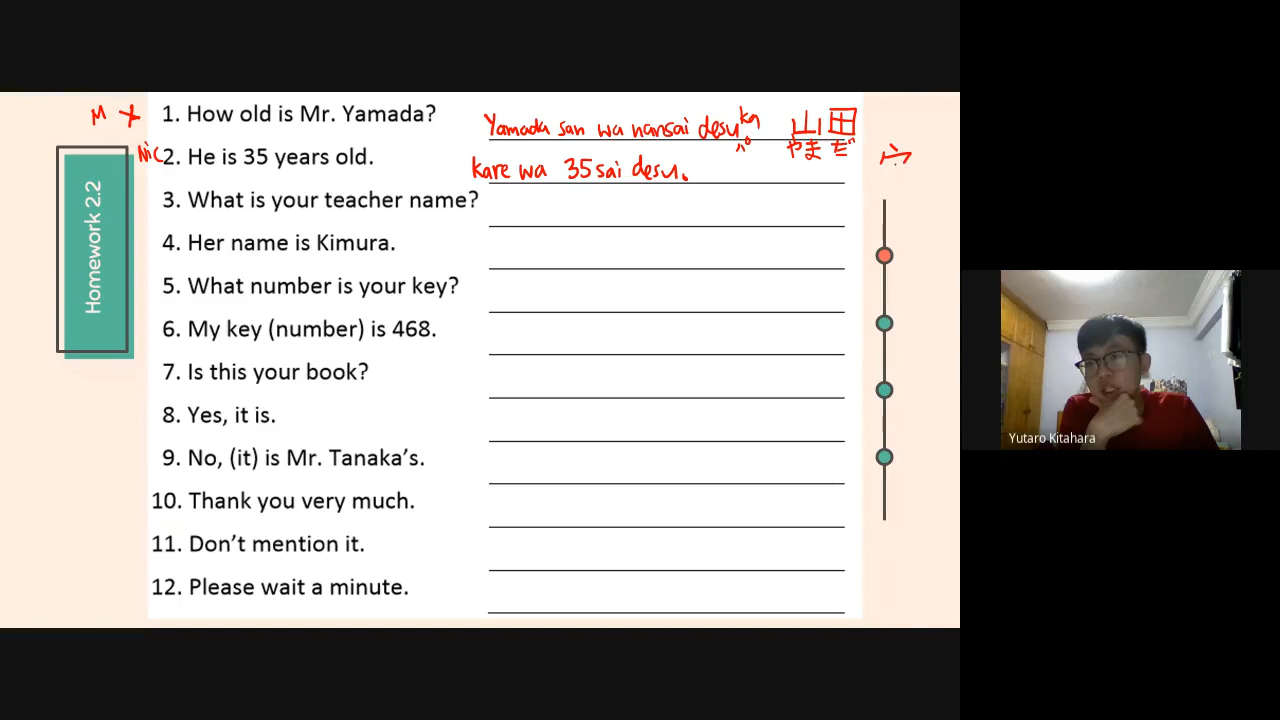 M
1. How old is Mr. Yamada? Yamada san wa nansai desuka 山田
Nic 2. He is 35 years old. kare wa 35 sai desu. やまだ
3. What is your teacher name?
4. Her name is Kimura.
5. What number is your key?
6. My key (number) is 468.
7. Is this your book?
8. Yes, it is.
9. No, (it) is Mr. Tanaka's.
10. Thank you very much.
11. Don't mention it.
12. Please wait a minute.
Homework 2.2
Yutaro Kitahara